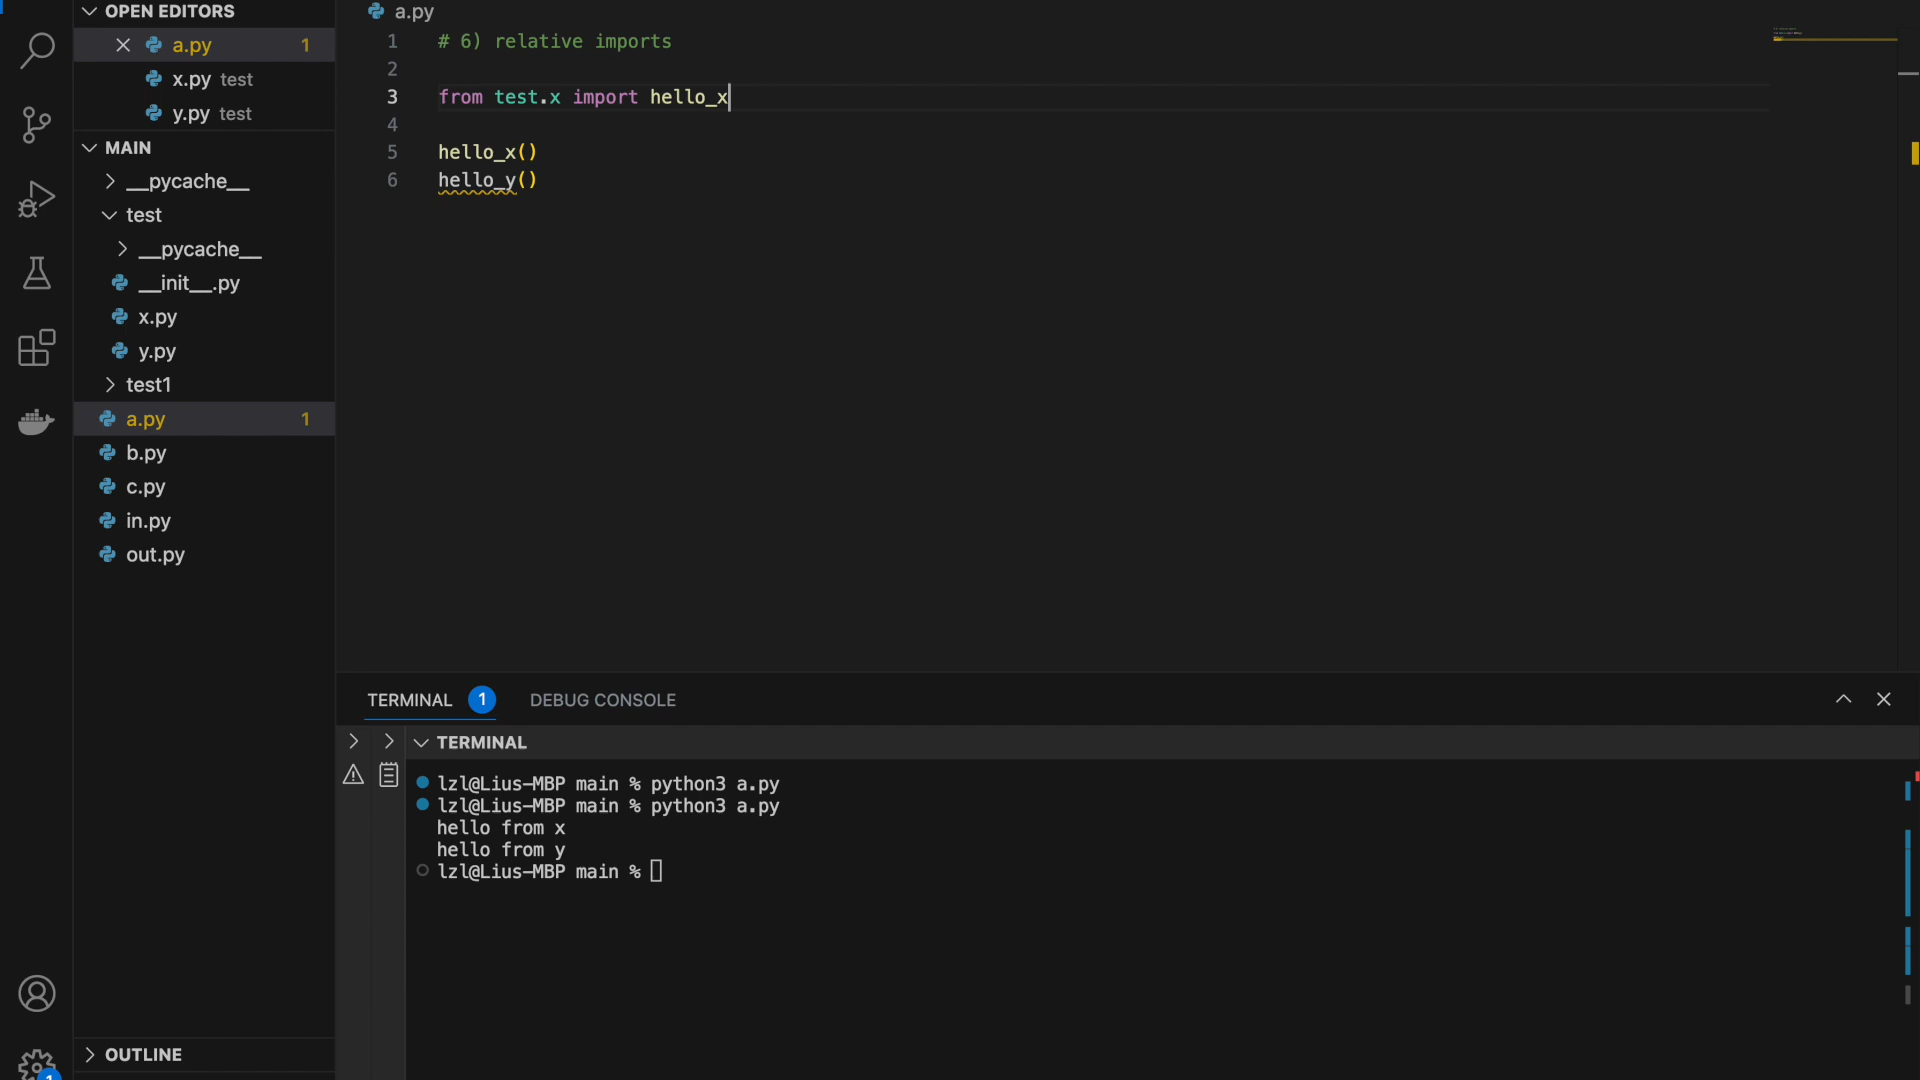 OPEN EDITORS
a.py 1
x.py test
y.py test
MAIN
__pycache__
test
__pycache__
__init__.py
x.py
y.py
test1
a.py 1
b.py
c.py
in.py
out.py
OUTLINE
1
a.py
1 # 6) relative imports
2
3 from test.x import hello_x
4
5 hello_x()
6 hello_y()
TERMINAL 1 DEBUG CONSOLE
TERMINAL
lzl@Lius-MBP main % python3 a.py
lzl@Lius-MBP main % python3 a.py
hello from x
hello from y
lzl@Lius-MBP main %